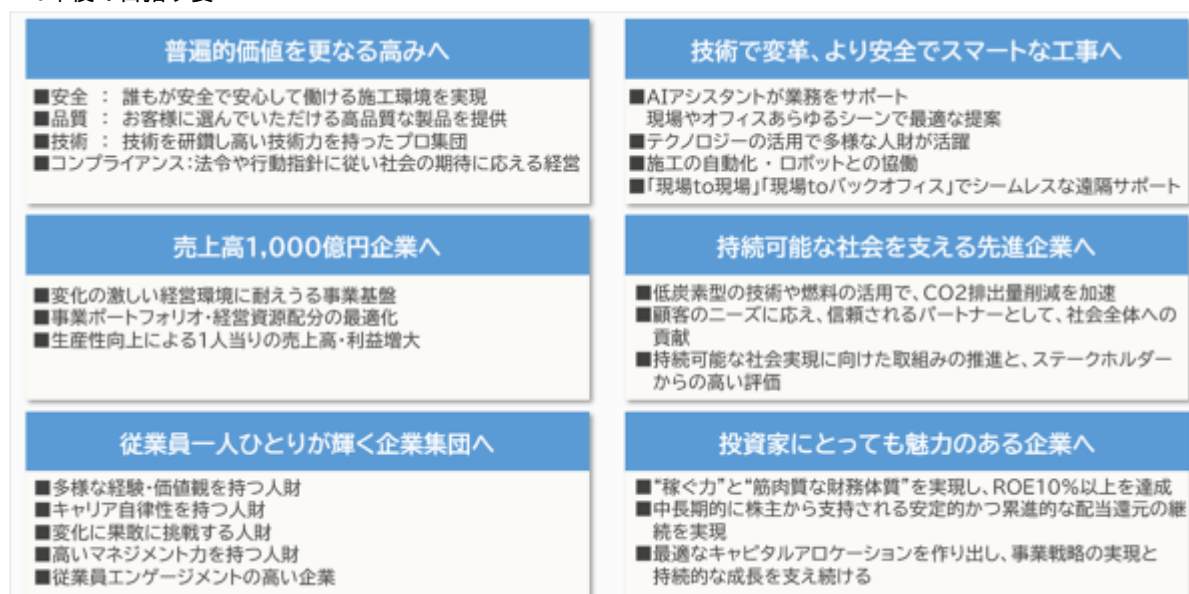 普遍的価値を更なる高みへ
■安全 ： 誰もが安全で安心して働ける施工環境を実現
■品質 ： お客様に選んでいただける高品質な製品を提供
■技術 ： 技術を研鑽し高い技術力を持ったプロ集団
■コンプライアンス：法令や行動指針に従い社会の期待に応える経営
技術で変革、より安全でスマートな工事へ
■AIアシスタントが業務をサポート
現場やオフィスあらゆるシーンで最適な提案
■テクノロジーの活用で多様な人財が活躍
■施工の自動化・ロボットとの協働
■「現場to現場」「現場toバックオフィス」でシームレスな遠隔サポート
売上高1,000億円企業へ
■変化の激しい経営環境に耐えうる事業基盤
■事業ポートフォリオ・経営資源配分の最適化
■生産性向上による1人当りの売上高・利益増大
持続可能な社会を支える先進企業へ
■低炭素型の技術や燃料の活用で、CO2排出量削減を加速
■顧客のニーズに応え、信頼されるパートナーとして、社会全体への
貢献
■持続可能な社会実現に向けた取組みの推進と、ステークホルダー
からの高い評価
従業員一人ひとりが輝く企業集団へ
■多様な経験・価値観を持つ人財
■キャリア自律性を持つ人財
■変化に果敢に挑戦する人財
■高いマネジメント力を持つ人財
■従業員エンゲージメントの高い企業
投資家にとっても魅力のある企業へ
■“稼ぐ力”と“筋肉質な財務体質”を実現し、ROE10%以上を達成
■中長期的に株主から支持される安定的かつ累進的な配当還元の継
続を実現
■最適なキャピタルアロケーションを作り出し、事業戦略の実現と
持続的な成長を支え続ける